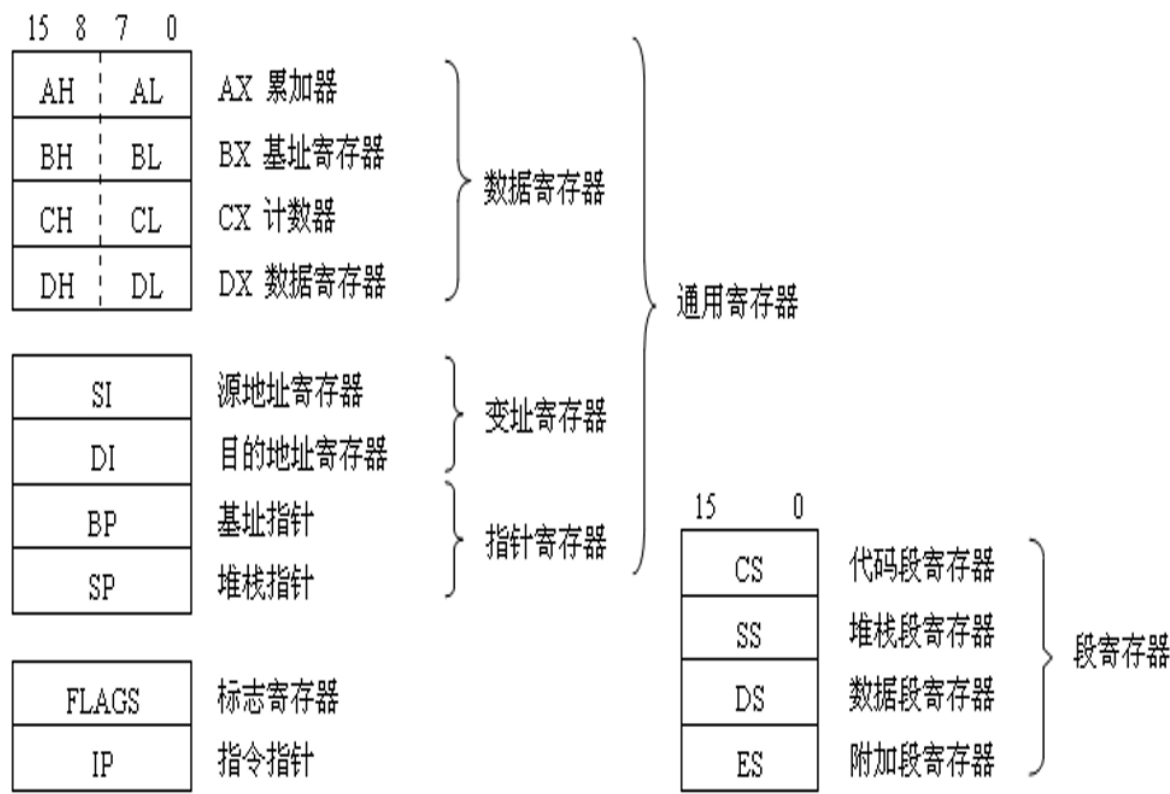 15 8 7 0
AH AL AX 累加器
BH BL BX 基址寄存器
CH CL CX 计数器
DH DL DX 数据寄存器
数据寄存器
SI 源地址寄存器
DI 目的地址寄存器
变址寄存器
BP 基址指针
SP 堆栈指针
指针寄存器
通用寄存器
FLAGS 标志寄存器
IP 指令指针
15 0
CS 代码段寄存器
SS 堆栈段寄存器
DS 数据段寄存器
ES 附加段寄存器
段寄存器